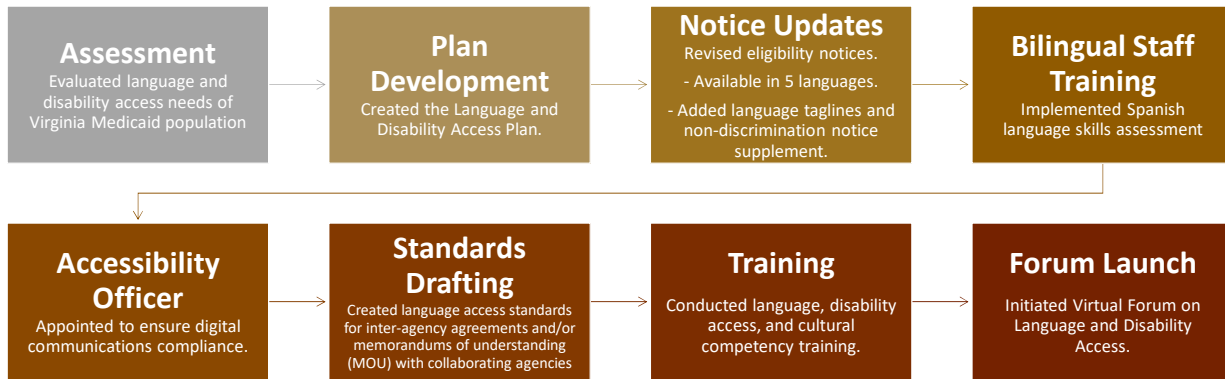 Assessment
Evaluated language and
disability access needs of
Virginia Medicaid population
Plan
Development
Created the Language and
Disability Access Plan.
Notice Updates
Revised eligibility notices.
- Available in 5 languages.
- Added language taglines and
non-discrimination notice
supplement.
Bilingual Staff
Training
Implemented Spanish
language skills assessment
Accessibility
Officer
Appointed to ensure digital
communications compliance.
Standards
Drafting
Created language access standards
for inter-agency agreements and/or
memorandums of understanding
(MOU) with collaborating agencies
Training
Conducted language, disability
access, and cultural
competency training.
Forum Launch
Initiated Virtual Forum on
Language and Disability
Access.